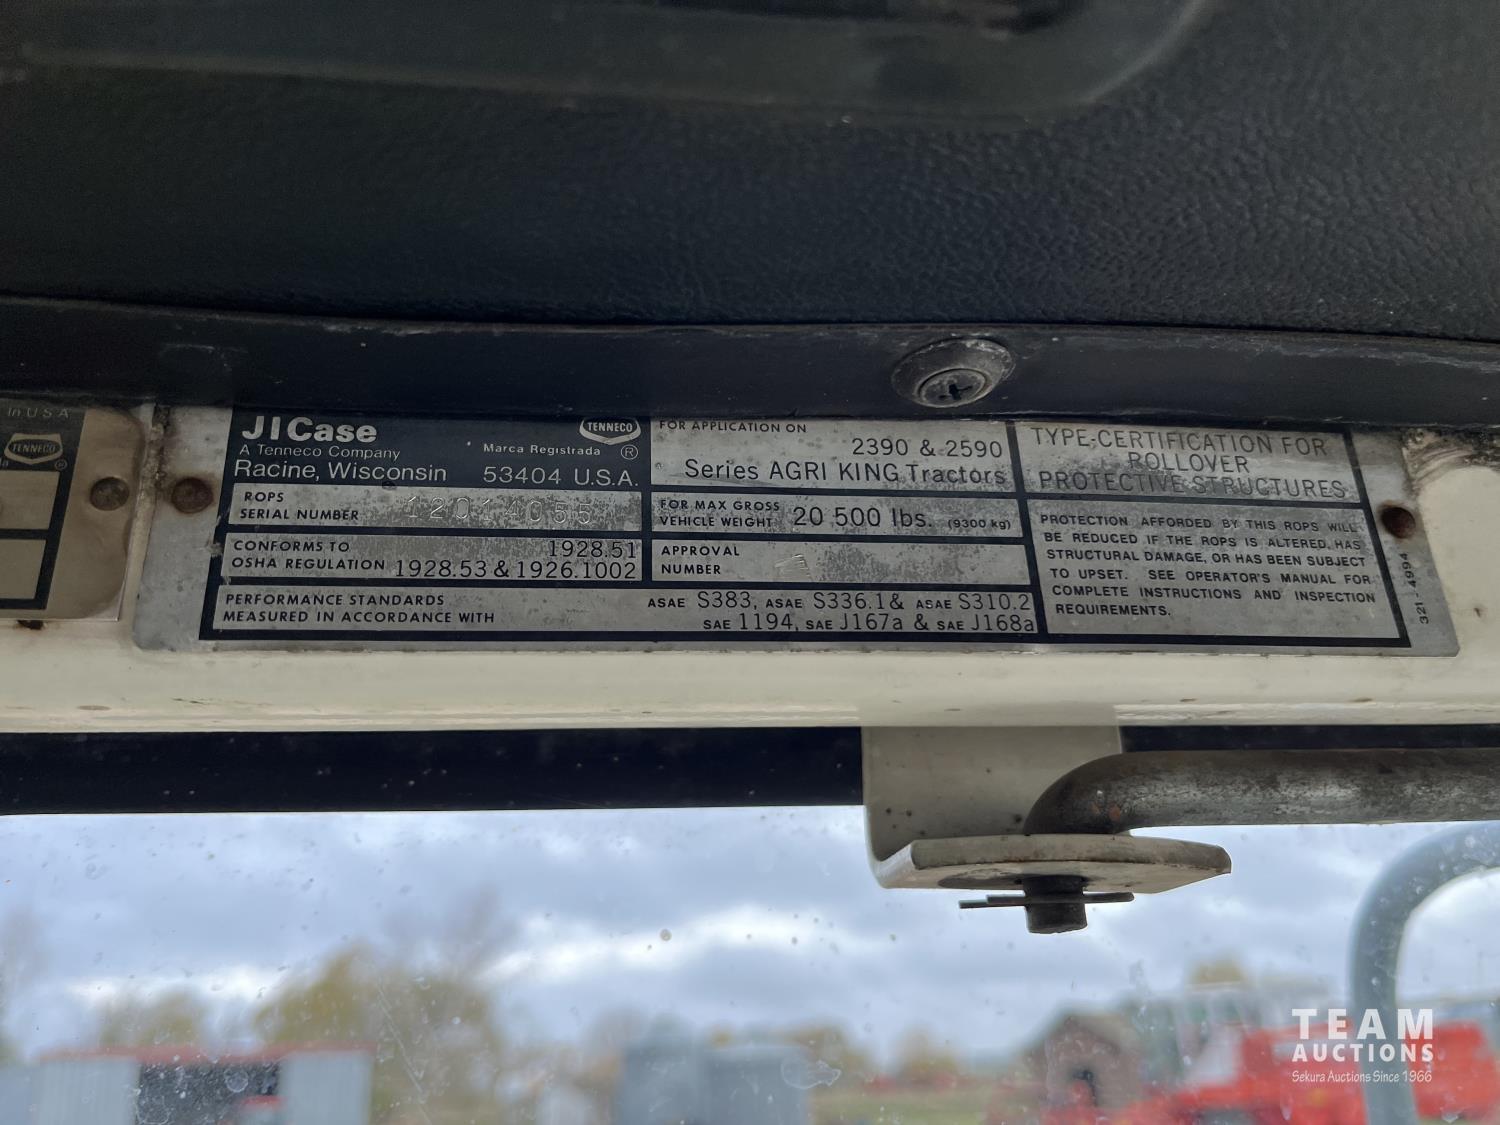 In U S A
TENNECO
®
JI Case
A Tenneco Company
Racine, Wisconsin
TENNECO
Marca Registrada ®
53404 U.S.A.
ROPS
SERIAL NUMBER 12014055
CONFORMS TO 1928.51
OSHA REGULATION 1928.53 & 1926.1002
PERFORMANCE STANDARDS
MEASURED IN ACCORDANCE WITH
ASAE S383, ASAE S336.1 & ASAE S310.2
SAE 1194, SAE J167a & SAE J168a
FOR APPLICATION ON
2390 & 2590
Series AGRI KING Tractors
FOR MAX GROSS
VEHICLE WEIGHT 20 500 lbs. (9300 kg)
APPROVAL
NUMBER
TYPE CERTIFICATION FOR
ROLLOVER
PROTECTIVE STRUCTURES
PROTECTION AFFORDED BY THIS ROPS WILL
BE REDUCED IF THE ROPS IS ALTERED, HAS
STRUCTURAL DAMAGE, OR HAS BEEN SUBJECT
TO UPSET. SEE OPERATOR'S MANUAL FOR
COMPLETE INSTRUCTIONS AND INSPECTION
REQUIREMENTS.
321-4994
TEAM
AUCTIONS
Sekura Auctions Since 1966